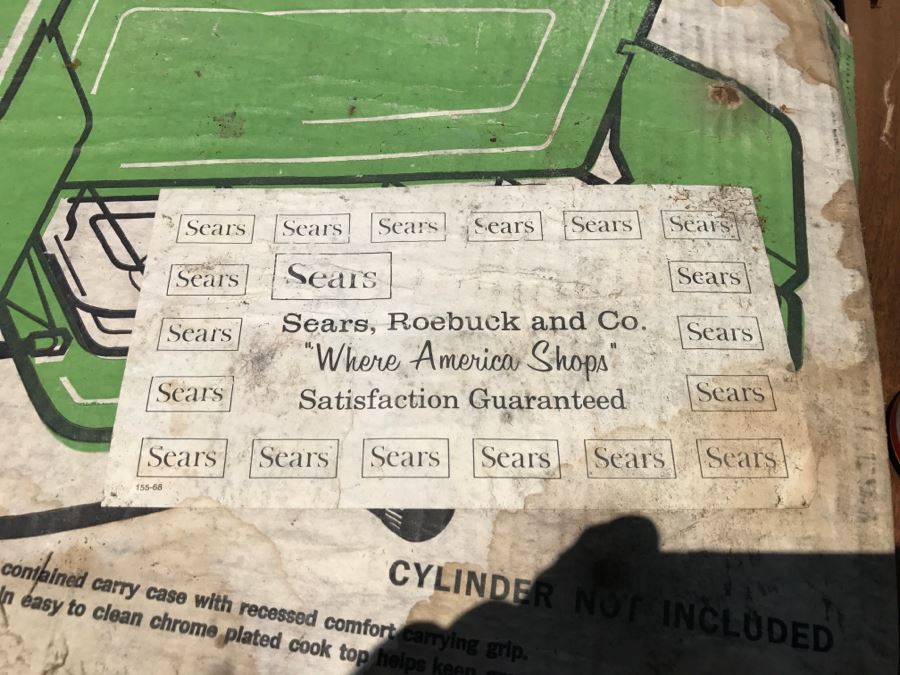 Sears Sears Sears Sears Sears Sears
Sears Sears Sears
Sears, Roebuck and Co.
Sears Sears
"Where America Shops"
Sears Satisfaction Guaranteed Sears
Sears Sears Sears Sears Sears Sears
155-68
CYLINDER NOT INCLUDED
contained carry case with recessed comfort carrying grip.
in easy to clean chrome plated cook top helps keep